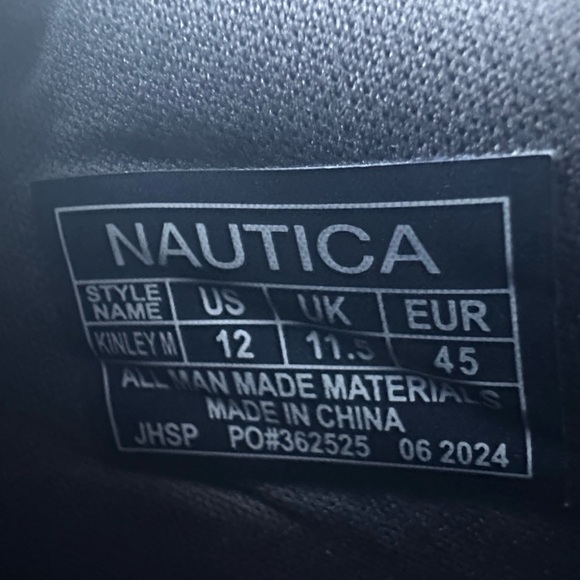 NAUTICA
STYLE NAME US UK EUR
KINLEY M 12 11.5 45
ALL MAN MADE MATERIALS
MADE IN CHINA
JHSP PO#362525 06 2024